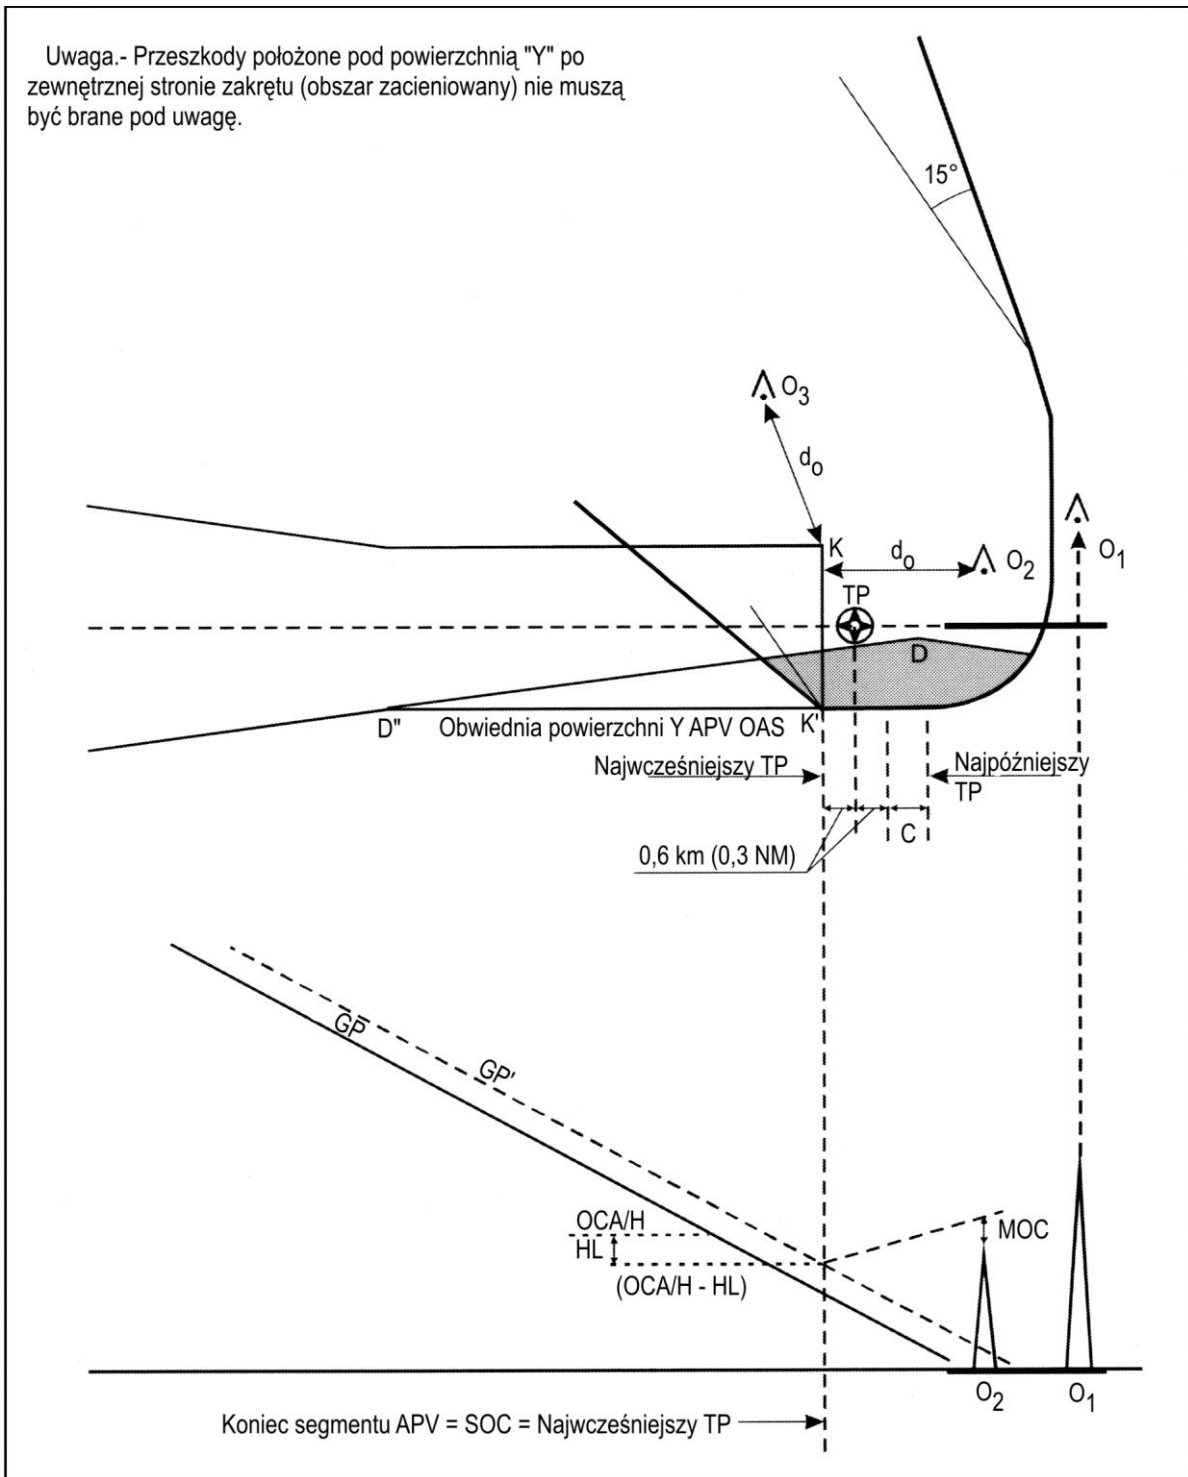 Uwaga.- Przeszkody położone pod powierzchnią "Y" po
zewnętrznej stronie zakrętu (obszar zacieniowany) nie muszą
być brane pod uwagę.
15°
O3
do
K
do
O2
O1
TP
D
D"
Obwiednia powierzchni Y APV OAS
K'
Najwcześniejszy TP
Najpóźniejszy
TP
C
0,6 km (0,3 NM)
GP
GP'
OCA/H
HL
(OCA/H - HL)
MOC
O2
O1
Koniec segmentu APV = SOC = Najwcześniejszy TP